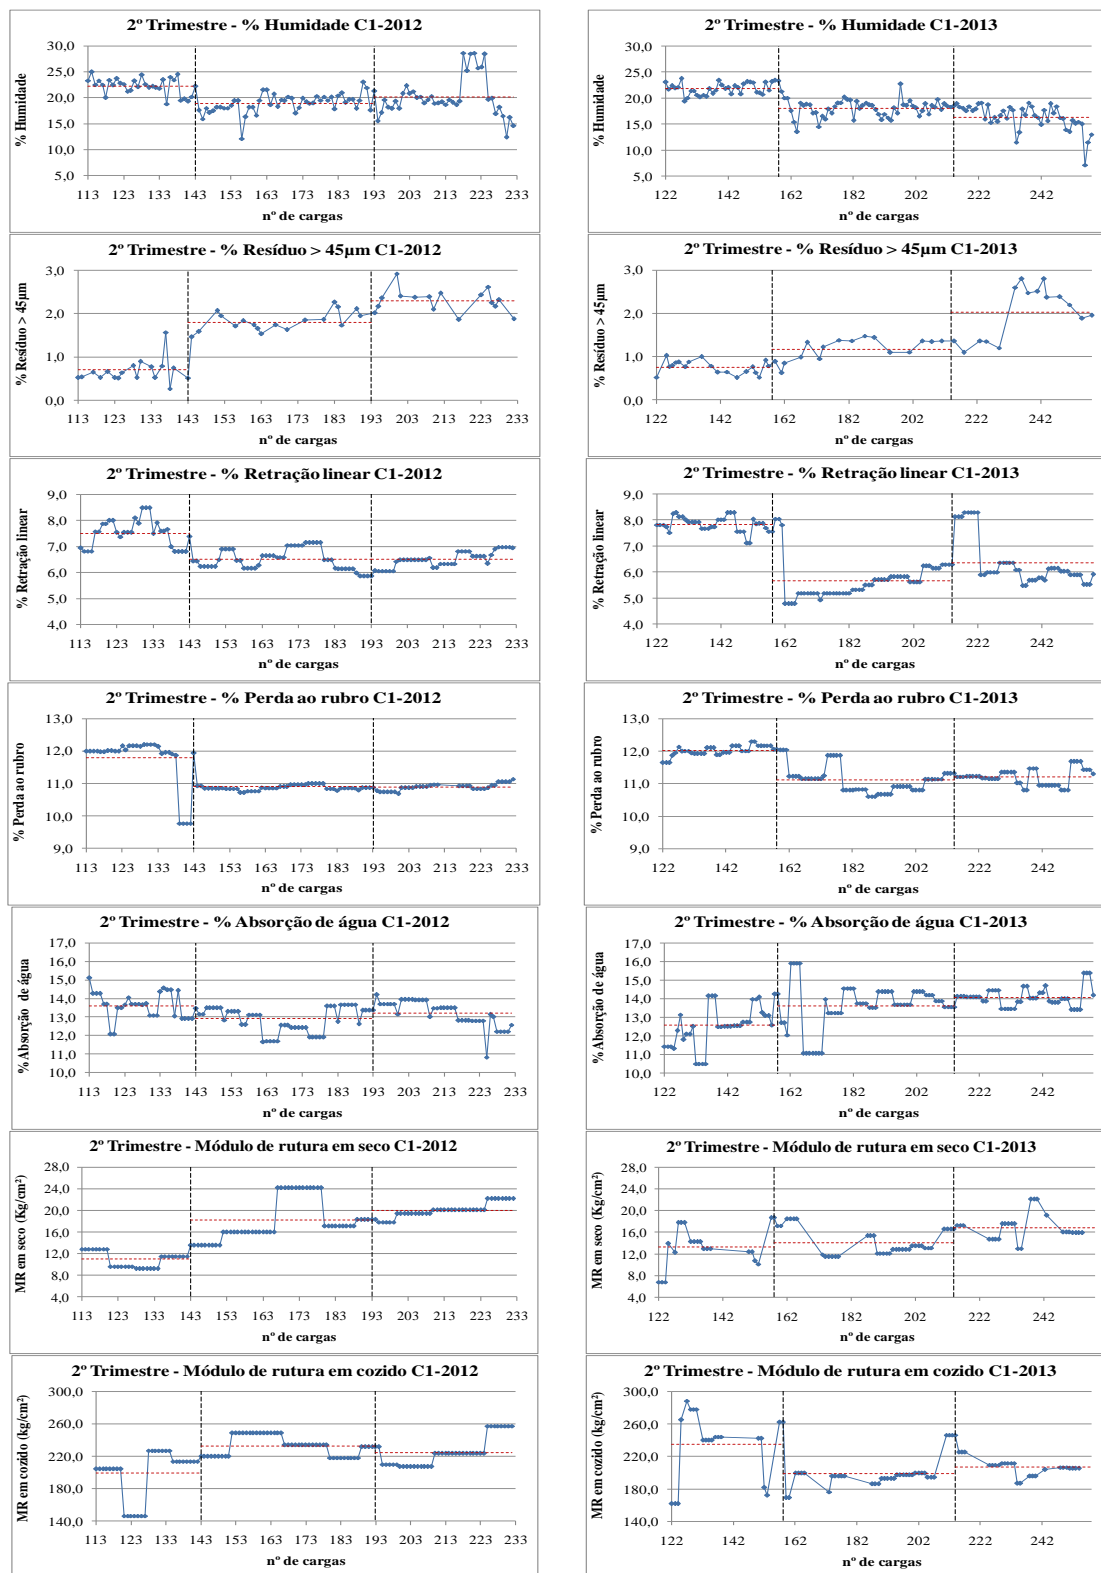 2º Trimestre - % Humidade C1-2012
% Humidade
30,0
25,0
20,0
15,0
10,0
5,0
113 123 133 143 153 163 173 183 193 203 213 223 233
nº de cargas
2º Trimestre - % Humidade C1-2013
% Humidade
30,0
25,0
20,0
15,0
10,0
5,0
122 142 162 182 202 222 242
nº de cargas
2º Trimestre - % Resíduo > 45µm C1-2012
% Resíduo > 45µm
3,0
2,0
1,0
0,0
113 123 133 143 153 163 173 183 193 203 213 223 233
nº de cargas
2º Trimestre - % Resíduo > 45µm C1-2013
% Resíduo > 45µm
3,0
2,0
1,0
0,0
122 142 162 182 202 222 242
nº de cargas
2º Trimestre - % Retração linear C1-2012
% Retração linear
9,0
8,0
7,0
6,0
5,0
4,0
113 123 133 143 153 163 173 183 193 203 213 223 233
nº de cargas
2º Trimestre - % Retração linear C1-2013
% Retração linear
9,0
8,0
7,0
6,0
5,0
4,0
122 142 162 182 202 222 242
nº de cargas
2º Trimestre - % Perda ao rubro C1-2012
% Perda ao rubro
13,0
12,0
11,0
10,0
9,0
113 123 133 143 153 163 173 183 193 203 213 223 233
nº de cargas
2º Trimestre - % Perda ao rubro C1-2013
% Perda ao rubro
13,0
12,0
11,0
10,0
9,0
122 142 162 182 202 222 242
nº de cargas
2º Trimestre - % Absorção de água C1-2012
% Absorção de água
17,0
16,0
15,0
14,0
13,0
12,0
11,0
10,0
113 123 133 143 153 163 173 183 193 203 213 223 233
nº de cargas
2º Trimestre - % Absorção de água C1-2013
% Absorção de água
17,0
16,0
15,0
14,0
13,0
12,0
11,0
10,0
122 142 162 182 202 222 242
nº de cargas
2º Trimestre - Módulo de rutura em seco C1-2012
MR em seco (Kg/cm²)
28,0
24,0
20,0
16,0
12,0
8,0
4,0
113 123 133 143 153 163 173 183 193 203 213 223 233
nº de cargas
2º Trimestre - Módulo de rutura em seco C1-2013
MR em seco (Kg/cm²)
28,0
24,0
20,0
16,0
12,0
8,0
4,0
122 142 162 182 202 222 242
nº de cargas
2º Trimestre - Módulo de rutura em cozido C1-2012
MR em cozido (kg/cm²)
300,0
260,0
220,0
180,0
140,0
113 123 133 143 153 163 173 183 193 203 213 223 233
nº de cargas
2º Trimestre - Módulo de rutura em cozido C1-2013
MR em cozido (kg/cm²)
300,0
260,0
220,0
180,0
140,0
122 142 162 182 202 222 242
nº de cargas